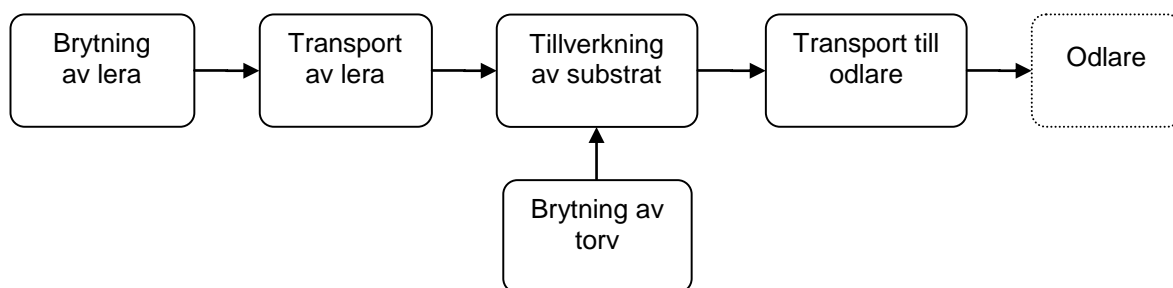 Brytning
av lera
Transport
av lera
Tillverkning
av substrat
Transport till
odlare
Odlare
Brytning av
torv